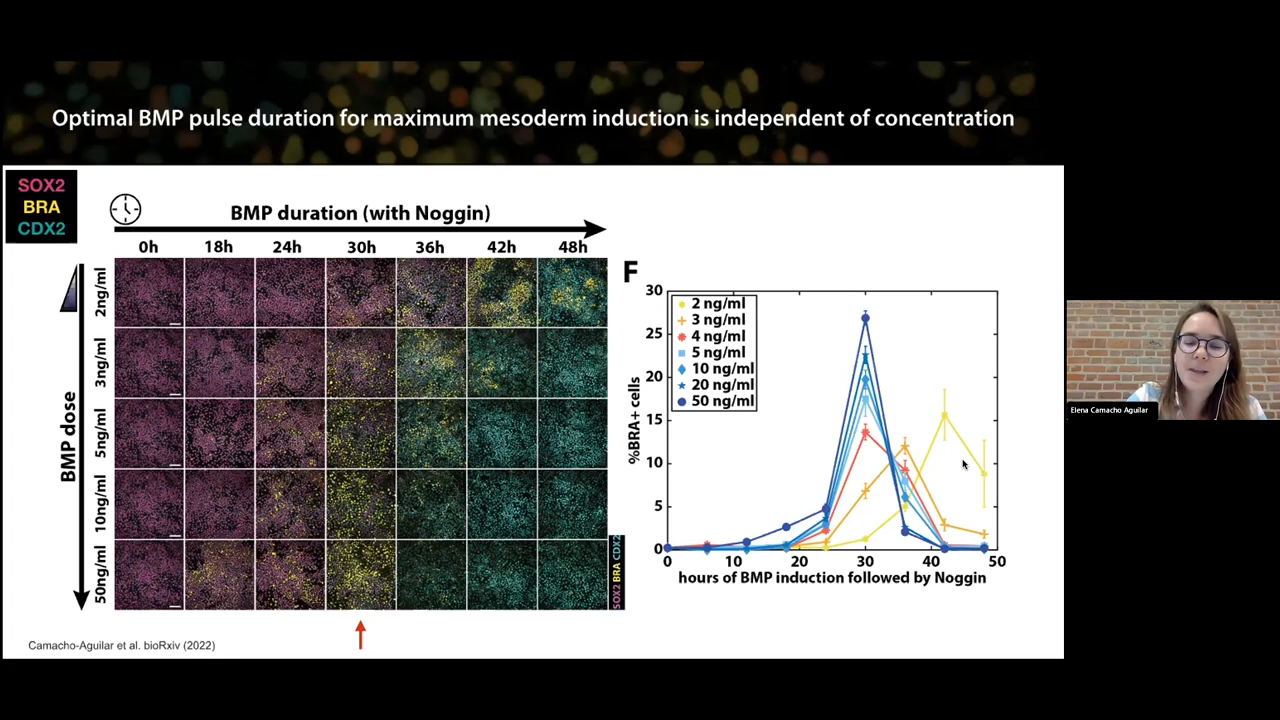 Optimal BMP pulse duration for maximum mesoderm induction is independent of concentration
SOX2
BRA
CDX2
BMP duration (with Noggin)
0h 18h 24h 30h 36h 42h 48h
BMP dose
2ng/ml
3ng/ml
5ng/ml
10ng/ml
50ng/ml
SOX2 BRA CDX2
F
%BRA+ cells
30
25
20
15
10
5
0
2 ng/ml
3 ng/ml
4 ng/ml
5 ng/ml
10 ng/ml
20 ng/ml
50 ng/ml
0 10 20 30 40 50
hours of BMP induction followed by Noggin
Camacho-Aguilar et al. bioRxiv (2022)
Elena Camacho Aguilar